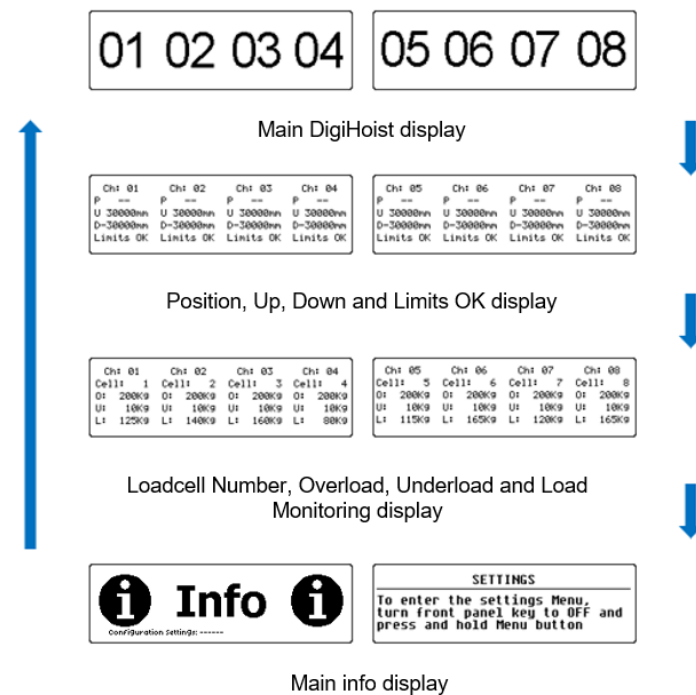 01 02 03 04
05 06 07 08
Main DigiHoist display
Ch: 01 Ch: 02 Ch: 03 Ch: 04
P -- P -- P -- P --
U 30000mm U 30000mm U 30000mm U 30000mm
D-30000mm D-30000mm D-30000mm D-30000mm
Limits OK Limits OK Limits OK Limits OK
Ch: 05 Ch: 06 Ch: 07 Ch: 08
P -- P -- P -- P --
U 30000mm U 30000mm U 30000mm U 30000mm
D-30000mm D-30000mm D-30000mm D-30000mm
Limits OK Limits OK Limits OK Limits OK
Position, Up, Down and Limits OK display
Ch: 01 Ch: 02 Ch: 03 Ch: 04
Cell: 1 Cell: 2 Cell: 3 Cell: 4
O: 200Kg O: 200Kg O: 200Kg O: 200Kg
U: 10Kg U: 10Kg U: 10Kg U: 10Kg
L: 125Kg L: 140Kg L: 160Kg L: 80Kg
Ch: 05 Ch: 06 Ch: 07 Ch: 08
Cell: 5 Cell: 6 Cell: 7 Cell: 8
O: 200Kg O: 200Kg O: 200Kg O: 200Kg
U: 10Kg U: 10Kg U: 10Kg U: 10Kg
L: 115Kg L: 165Kg L: 120Kg L: 165Kg
Loadcell Number, Overload, Underload and Load
Monitoring display
i Info i
Configuration Settings: ------
SETTINGS
To enter the settings Menu,
turn front panel key to OFF and
press and hold Menu button
Main info display